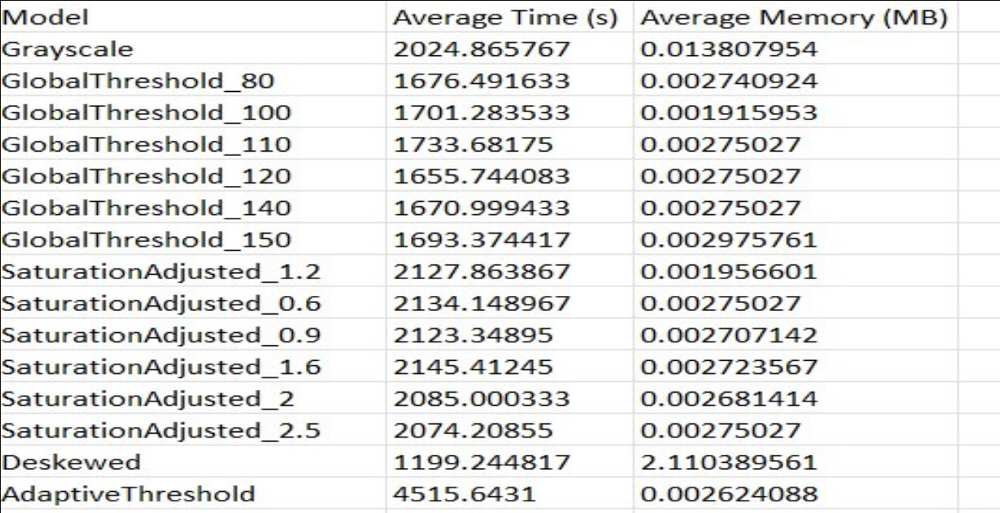 Model Average Time (s) Average Memory (MB)
Grayscale 2024.865767 0.013807954
GlobalThreshold_80 1676.491633 0.002740924
GlobalThreshold_100 1701.283533 0.001915953
GlobalThreshold_110 1733.68175 0.00275027
GlobalThreshold_120 1655.744083 0.00275027
GlobalThreshold_140 1670.999433 0.00275027
GlobalThreshold_150 1693.374417 0.002975761
SaturationAdjusted_1.2 2127.863867 0.001956601
SaturationAdjusted_0.6 2134.148967 0.00275027
SaturationAdjusted_0.9 2123.34895 0.002707142
SaturationAdjusted_1.6 2145.41245 0.002723567
SaturationAdjusted_2 2085.000333 0.002681414
SaturationAdjusted_2.5 2074.20855 0.00275027
Deskewed 1199.244817 2.110389561
AdaptiveThreshold 4515.6431 0.002624088